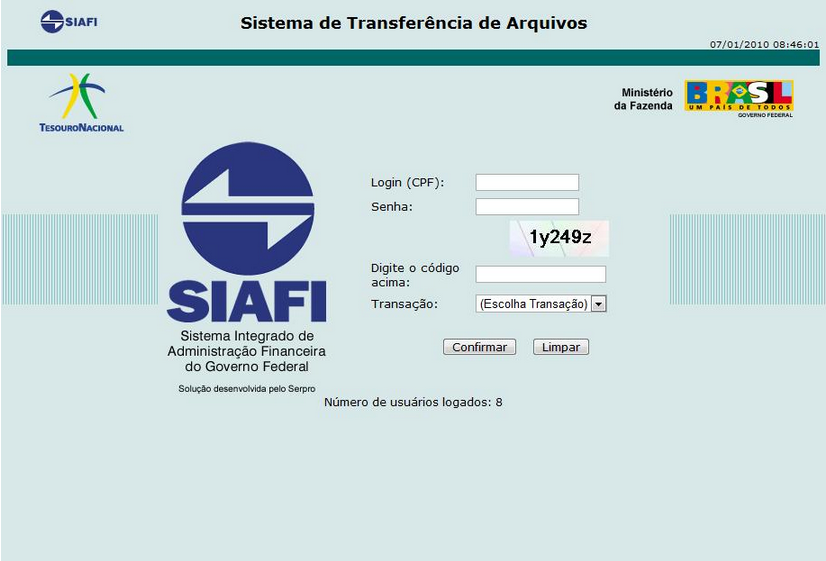 SIAFI
Sistema de Transferência de Arquivos
07/01/2010 08:46:01
TESOURONACIONAL
Ministério
da Fazenda
BRASIL
UM PAÍS DE TODOS
GOVERNO FEDERAL
Login (CPF):
Senha:
1y249z
Digite o código
acima:
Transação:
(Escolha Transação)
Confirmar
Limpar
SIAFI
Sistema Integrado de
Administração Financeira
do Governo Federal
Solução desenvolvida pelo Serpro
Número de usuários logados: 8